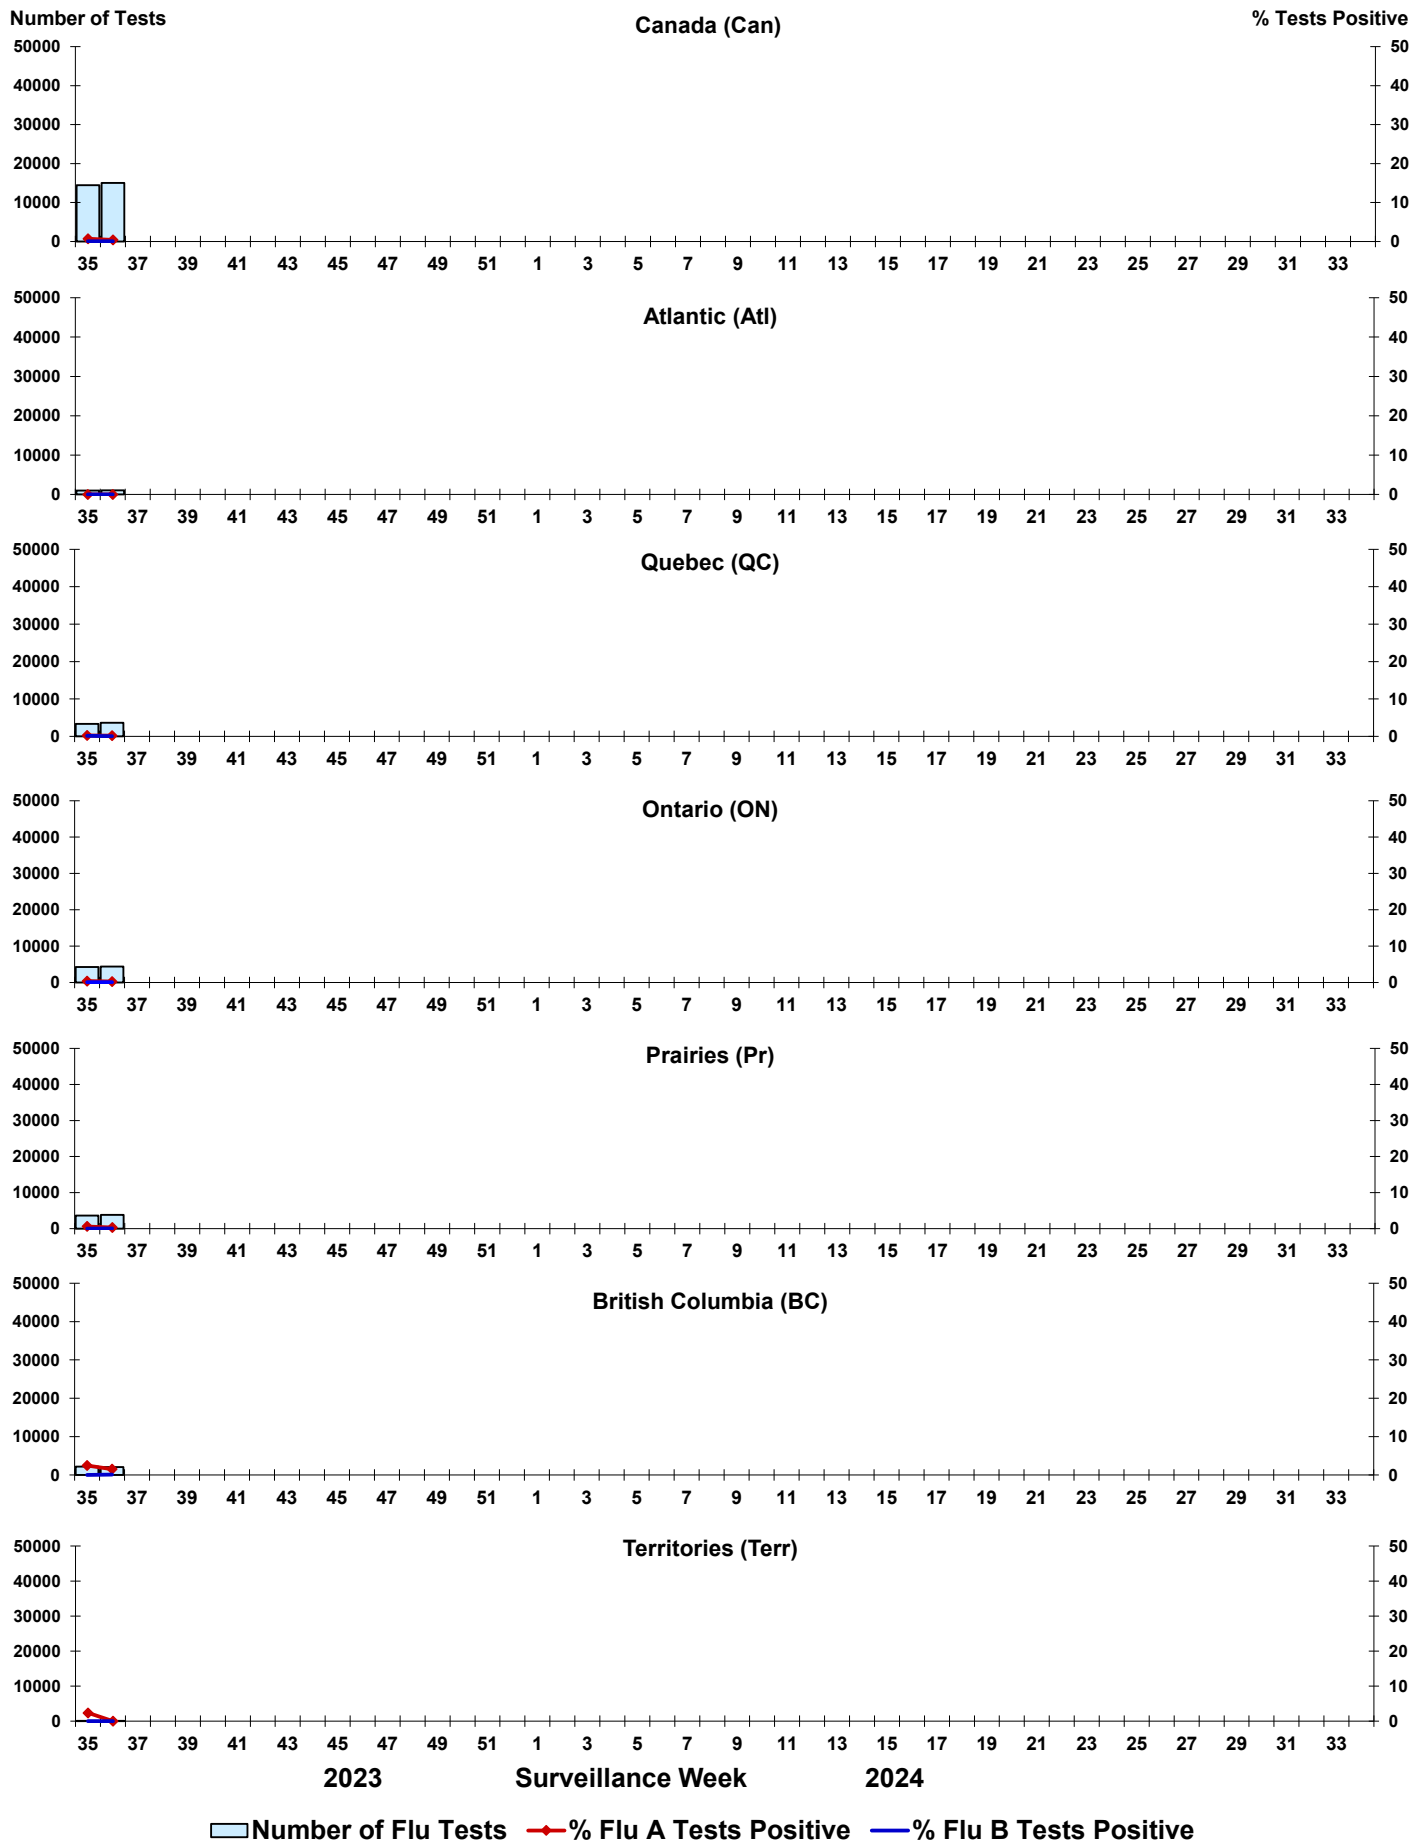 Number of Tests Canada (Can) % Tests Positive
50000 50
40000 40
30000 30
20000 20
10000 10
0 0
35 37 39 41 43 45 47 49 51 1 3 5 7 9 11 13 15 17 19 21 23 25 27 29 31 33
Atlantic (Atl)
50000 50
40000 40
30000 30
20000 20
10000 10
0 0
35 37 39 41 43 45 47 49 51 1 3 5 7 9 11 13 15 17 19 21 23 25 27 29 31 33
Quebec (QC)
50000 50
40000 40
30000 30
20000 20
10000 10
0 0
35 37 39 41 43 45 47 49 51 1 3 5 7 9 11 13 15 17 19 21 23 25 27 29 31 33
Ontario (ON)
50000 50
40000 40
30000 30
20000 20
10000 10
0 0
35 37 39 41 43 45 47 49 51 1 3 5 7 9 11 13 15 17 19 21 23 25 27 29 31 33
Prairies (Pr)
50000 50
40000 40
30000 30
20000 20
10000 10
0 0
35 37 39 41 43 45 47 49 51 1 3 5 7 9 11 13 15 17 19 21 23 25 27 29 31 33
British Columbia (BC)
50000 50
40000 40
30000 30
20000 20
10000 10
0 0
35 37 39 41 43 45 47 49 51 1 3 5 7 9 11 13 15 17 19 21 23 25 27 29 31 33
Territories (Terr)
50000 50
40000 40
30000 30
20000 20
10000 10
0 0
35 37 39 41 43 45 47 49 51 1 3 5 7 9 11 13 15 17 19 21 23 25 27 29 31 33
2023 Surveillance Week 2024
Number of Flu Tests % Flu A Tests Positive % Flu B Tests Positive